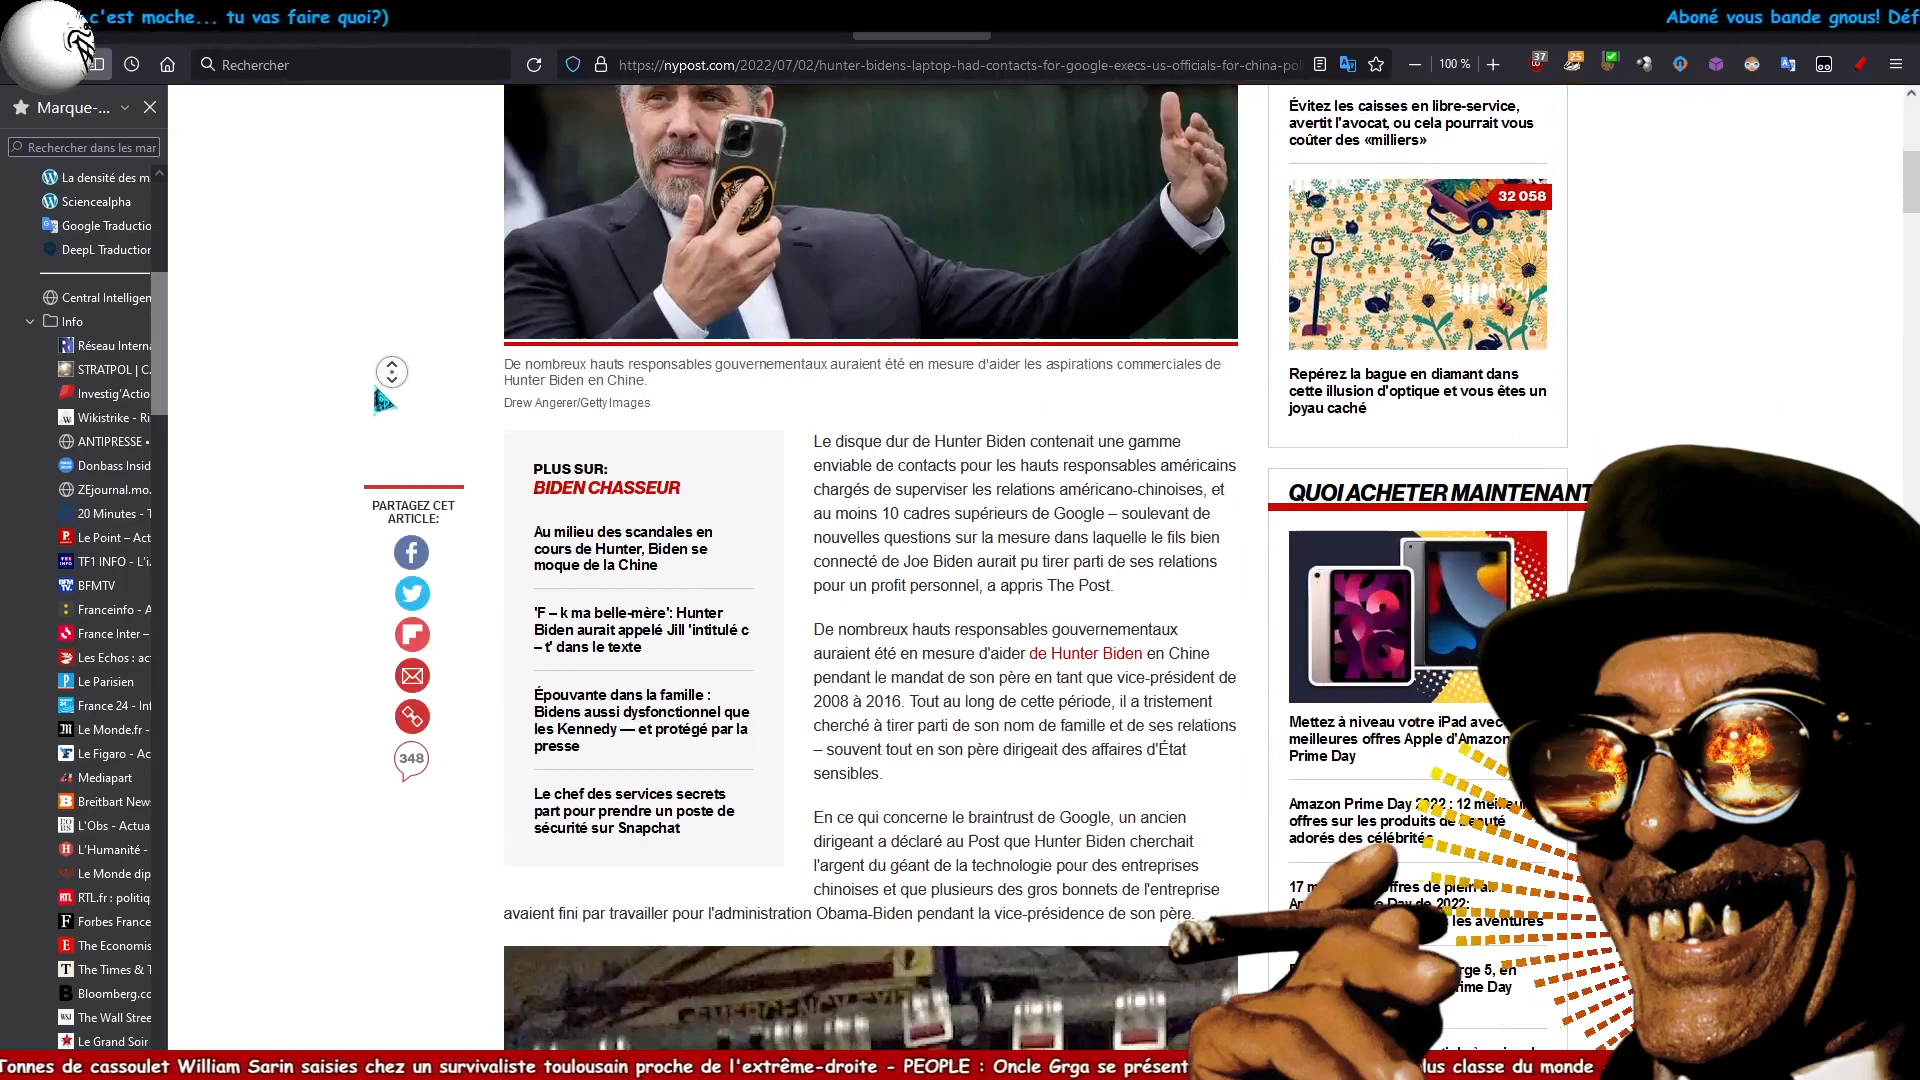 c'est moche... tu vas faire quoi?)
Aboné vous bande gnous! Déf
Rechercher
https://nypost.com/2022/07/02/hunter-bidens-laptop-had-contacts-for-google-execs-us-officials-for-china-pol
100 %
37
25
Marque-...
Rechercher dans les mar
La densité des m
Sciencealpha
Google Traductio
DeepL Traduction
Central Intelligen
Info
Réseau Interna
STRATPOL | C
Investig'Actio
Wikistrike - Ri
ANTIPRESSE •
Donbass Insid
ZEjournal.mo.
20 Minutes - T
Le Point – Act
TF1 INFO - L'i
BFMTV
Franceinfo - A
France Inter –
Les Echos : act
Le Parisien
France 24 - Inf
Le Monde.fr -
Le Figaro - Ac
Mediapart
Breitbart New
L'Obs - Actua
L'Humanité -
Le Monde dip
RTL.fr : politiq
Forbes France
The Economis
The Times & T
Bloomberg.co
The Wall Stree
Le Grand Soir
PARTAGEZ CET
ARTICLE:
348
De nombreux hauts responsables gouvernementaux auraient été en mesure d'aider les aspirations commerciales de
Hunter Biden en Chine.
Drew Angerer/Getty Images
PLUS SUR:
BIDEN CHASSEUR
Au milieu des scandales en
cours de Hunter, Biden se
moque de la Chine
'F – k ma belle-mère': Hunter
Biden aurait appelé Jill 'intitulé c
– t' dans le texte
Épouvante dans la famille :
Bidens aussi dysfonctionnel que
les Kennedy — et protégé par la
presse
Le chef des services secrets
part pour prendre un poste de
sécurité sur Snapchat
Le disque dur de Hunter Biden contenait une gamme
enviable de contacts pour les hauts responsables américains
chargés de superviser les relations américano-chinoises, et
au moins 10 cadres supérieurs de Google – soulevant de
nouvelles questions sur la mesure dans laquelle le fils bien
connecté de Joe Biden aurait pu tirer parti de ses relations
pour un profit personnel, a appris The Post.
De nombreux hauts responsables gouvernementaux
auraient été en mesure d'aider de Hunter Biden en Chine
pendant le mandat de son père en tant que vice-président de
2008 à 2016. Tout au long de cette période, il a tristement
cherché à tirer parti de son nom de famille et de ses relations
– souvent tout en son père dirigeait des affaires d'État
sensibles.
En ce qui concerne le braintrust de Google, un ancien
dirigeant a déclaré au Post que Hunter Biden cherchait
l'argent du géant de la technologie pour des entreprises
chinoises et que plusieurs des gros bonnets de l'entreprise
avaient fini par travailler pour l'administration Obama-Biden pendant la vice-présidence de son père.
EMERGENCY EXIT
Évitez les caisses en libre-service,
avertit l'avocat, ou cela pourrait vous
coûter des «milliers»
32 058
Repérez la bague en diamant dans
cette illusion d'optique et vous êtes un
joyau caché
QUOI ACHETER MAINTENANT
Mettez à niveau votre iPad avec
meilleures offres Apple d'Amazon
Prime Day
Amazon Prime Day 2022 : 12 meilleu
offres sur les produits de beauté
adorés des célébrités
17 m ffres de plein
Day de 2022:
les aventures
rge 5, en
rime Day
Tonnes de cassoulet William Sarin saisies chez un survivaliste toulousain proche de l'extrême-droite - PEOPLE : Oncle Grga se présent
lus classe du monde